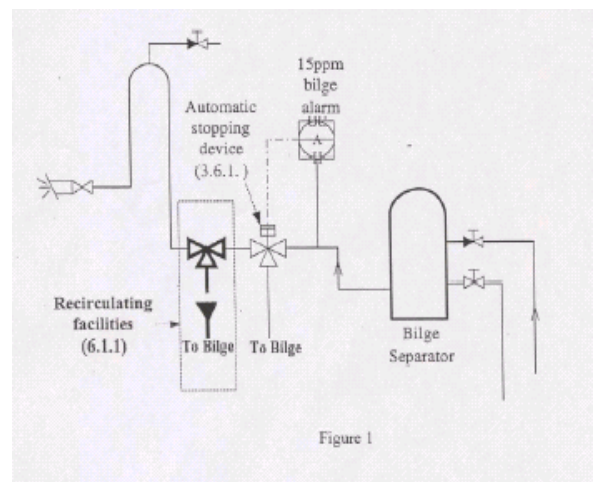 15ppm
bilge
alarm
A
Automatic
stopping
device
(3.6.1. )
Recirculating
facilities
(6.1.1)
To Bilge
To Bilge
Bilge
Separator
Figure 1